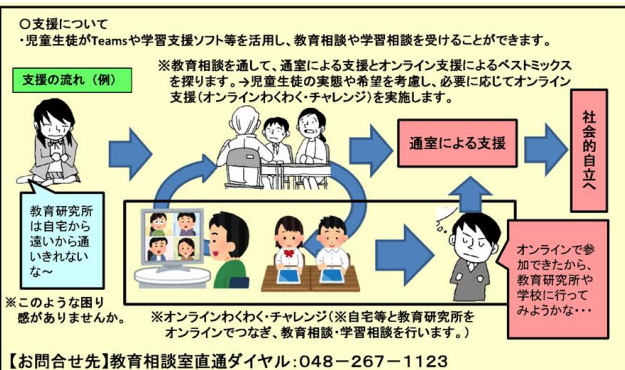 ○支援について
・児童生徒がTeamsや学習支援ソフト等を活用し、教育相談や学習相談を受けることができます。
※教育相談を通して、通室による支援とオンライン支援によるベストミックス
を探ります。→児童生徒の実態や希望を考慮し、必要に応じてオンライン
支援(オンラインわくわく・チャレンジ)を実施します。
支援の流れ(例)
通室による支援
社会的自立へ
教育研究所
は自宅から
遠いから通
いきれない
な～
オンラインで参
加できたから、
教育研究所や
学校に行って
みようかな・・・
※このような困り
感がありませんか。
※オンラインわくわく・チャレンジ(※自宅等と教育研究所を
オンラインでつなぎ、教育相談・学習相談を行います。)
【お問合せ先】教育相談室直通ダイヤル:048－267－1123